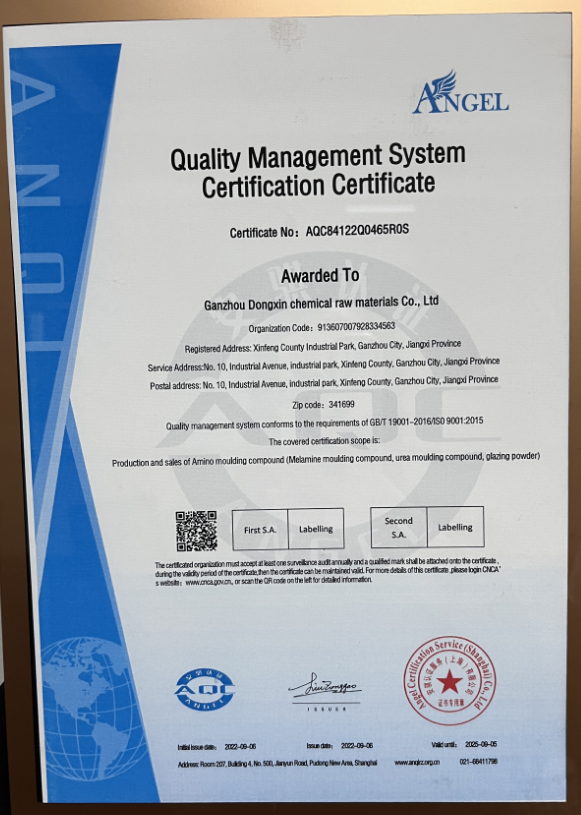 ANGEL
Quality Management System
Certification Certificate
Certificate No： AQC84122Q0465R0S
Awarded To
Ganzhou Dongxin chemical raw materials Co., Ltd
Organization Code：913607007928334563
Registered Address: Xinfeng County Industrial Park, Ganzhou City, Jiangxi Province
Service Address:No. 10, Industrial Avenue, industrial park, Xinfeng County, Ganzhou City, Jiangxi Province
Postal address: No. 10, Industrial Avenue, industrial park, Xinfeng County, Ganzhou City, Jiangxi Province
Zip code：341699
Quality management system conforms to the requirements of GB/T 19001-2016/ISO 9001:2015
The covered certification scope is:
Production and sales of Amino moulding compound (Melamine moulding compound, urea moulding compound, glazing powder)
First S.A. Labelling
Second
S.A. Labelling
The certificated organization must accept at least one surveillance audit annually and a qualified mark shall be attached onto the certificate,
during the validity period of the certificate,then the certificate can be maintained valid. For more details of this certificate ,please login CNCA'
s website：www.cnca.gov.cn, or scan the QR code on the left for detailed information.
AQC
ANGEL
ISSUER
Angel Certification Service (Shanghai) Co., Ltd
证书专用章
Initial issue date： 2022-09-06 Issue date： 2022-09-06 Valid until： 2025-09-05
Address: Room 207, Building 4, No. 500, Jianyun Road, Pudong New Area, Shanghai www.anqlrz.org.cn 021-68411798